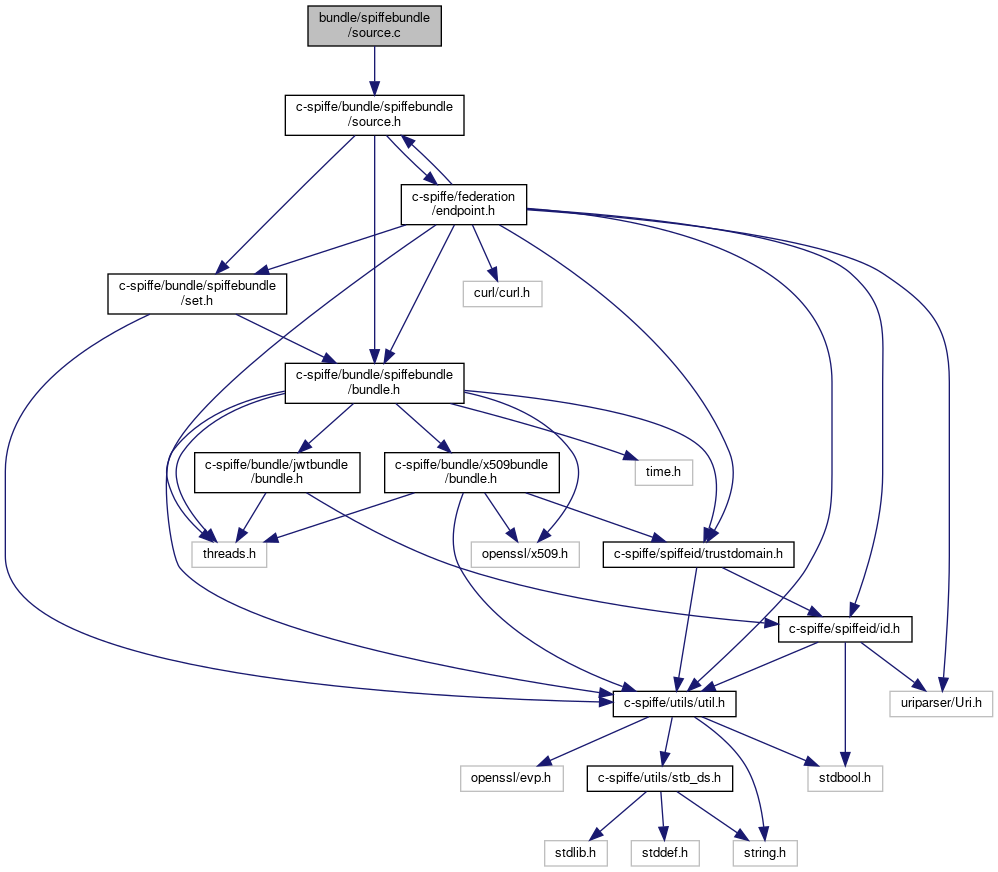 bundle/spiffebundle
/source.c
c-spiffe/bundle/spiffebundle
/source.h
c-spiffe/federation
/endpoint.h
c-spiffe/bundle/spiffebundle
/set.h
curl/curl.h
c-spiffe/bundle/spiffebundle
/bundle.h
c-spiffe/bundle/jwtbundle
/bundle.h
c-spiffe/bundle/x509bundle
/bundle.h
time.h
threads.h
openssl/x509.h
c-spiffe/spiffeid/trustdomain.h
c-spiffe/spiffeid/id.h
c-spiffe/utils/util.h
uriparser/Uri.h
openssl/evp.h
c-spiffe/utils/stb_ds.h
stdbool.h
stdlib.h
stddef.h
string.h